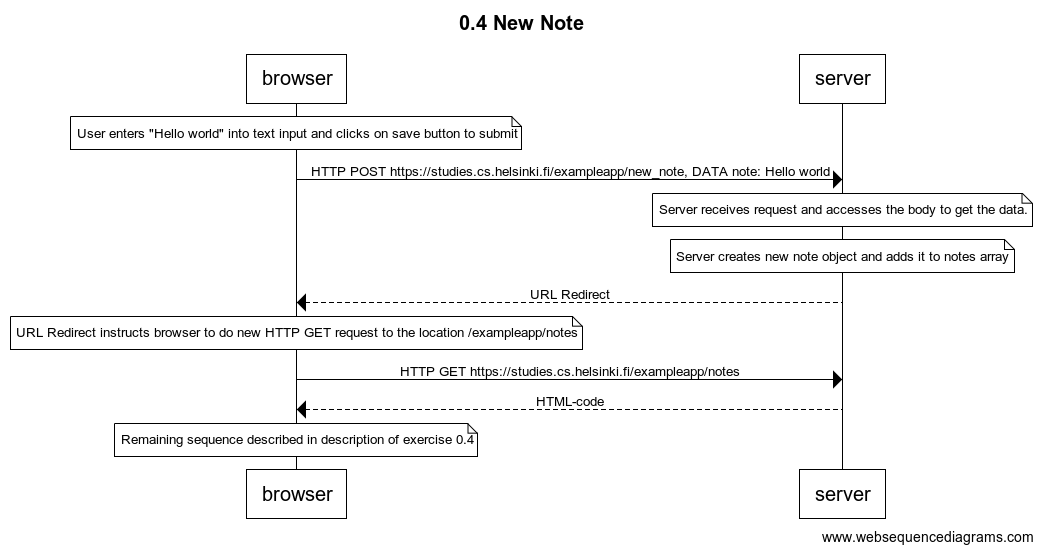 0.4 New Note
browser
server
User enters "Hello world" into text input and clicks on save button to submit
HTTP POST https://studies.cs.helsinki.fi/exampleapp/new_note, DATA note: Hello world
Server receives request and accesses the body to get the data.
Server creates new note object and adds it to notes array
URL Redirect
URL Redirect instructs browser to do new HTTP GET request to the location /exampleapp/notes
HTTP GET https://studies.cs.helsinki.fi/exampleapp/notes
HTML-code
Remaining sequence described in description of exercise 0.4
browser
server
www.websequencediagrams.com